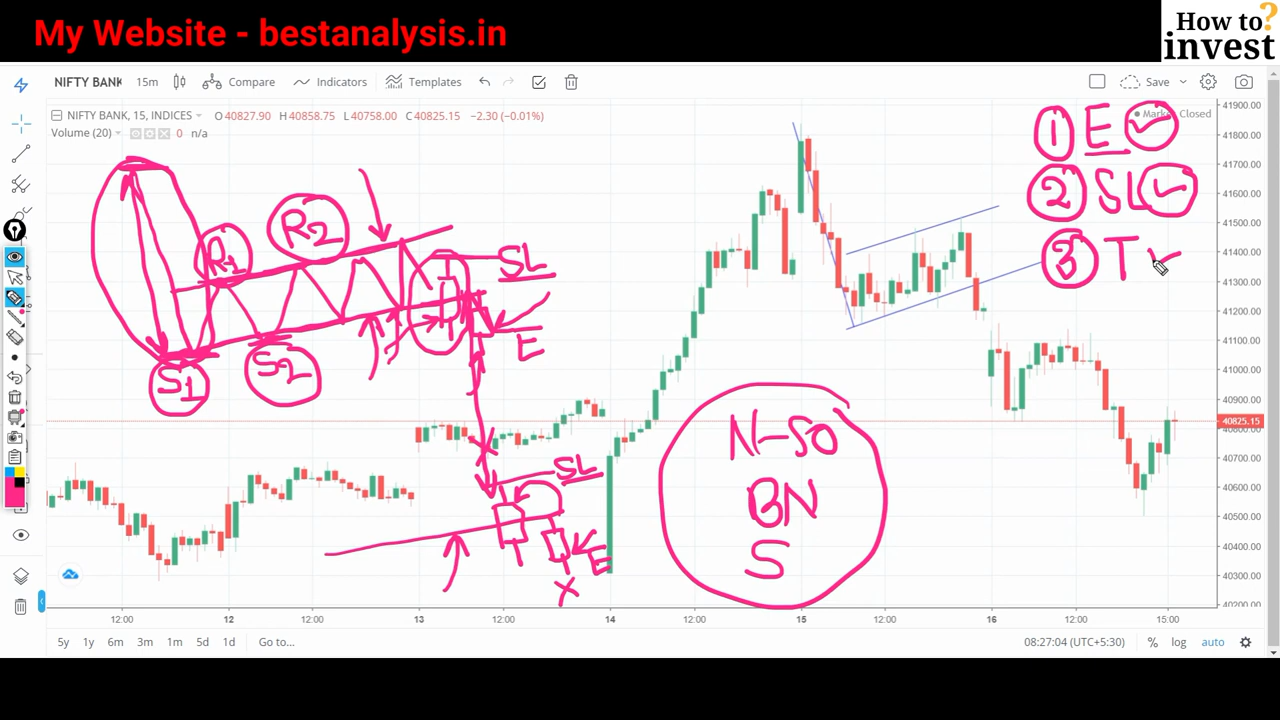 My Website - bestanalysis.in
How to?
invest
NIFTY BANK 15m Compare Indicators Templates Save
NIFTY BANK, 15, INDICES O40827.90 H40858.75 L40758.00 C40825.15 −2.30 (−0.01%)
Volume (20) 0 n/a
Closed
41900.00
41800.00
41700.00
41600.00
41500.00
41400.00
41300.00
41200.00
41100.00
41000.00
40900.00
40825.15
40800.00
40700.00
40600.00
40500.00
40400.00
40300.00
40200.00
1 E
2 SL
3 T
R1
R2
S1
S2
SL
E
SL
E
X
X
N-50
BN
S
12:00 12 12:00 13 12:00 14 12:00 15 12:00 16 12:00 15:00
5y 1y 6m 3m 1m 5d 1d Go to... 08:27:04 (UTC+5:30) % log auto